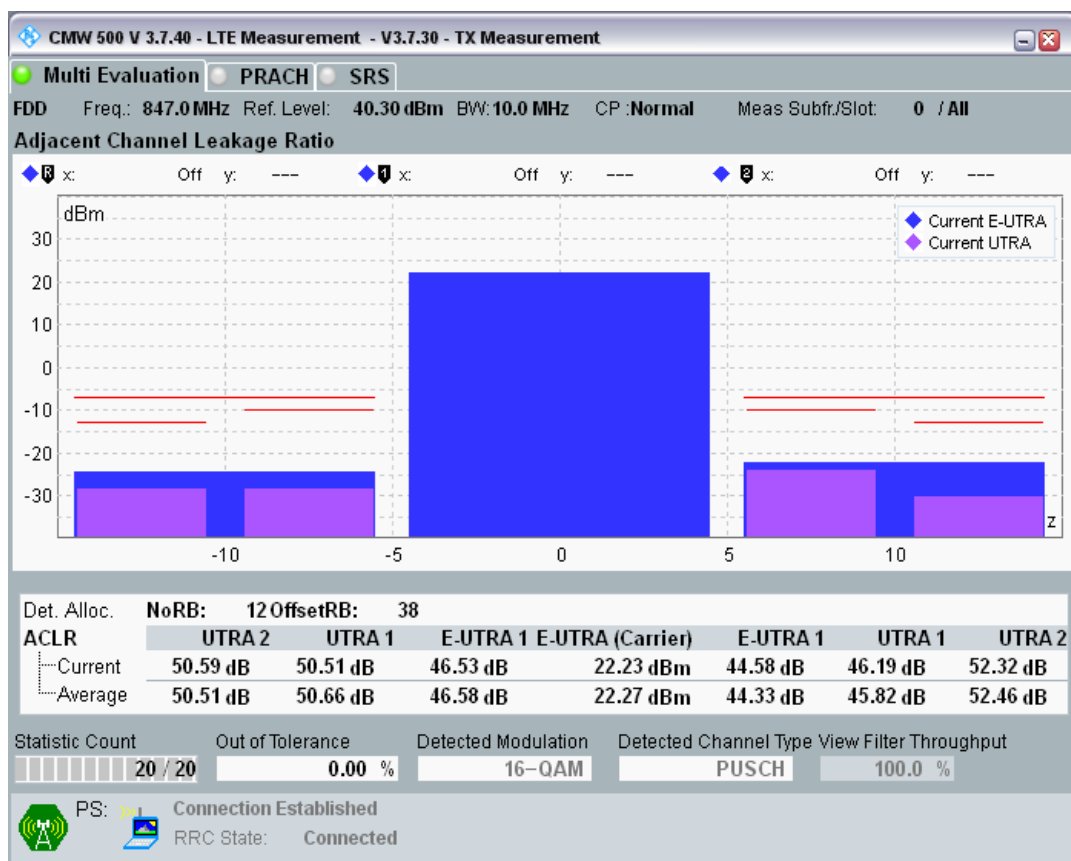 CMW 500 V 3.7.40 - LTE Measurement - V3.7.30 - TX Measurement
Multi Evaluation PRACH SRS
FDD Freq.: 847.0 MHz Ref. Level: 40.30 dBm BW: 10.0 MHz CP :Normal Meas Subfr./Slot: 0 / All
Adjacent Channel Leakage Ratio
R x: Off y: --- 1 x: Off y: --- 2 x: Off y: ---
dBm
Current E-UTRA
Current UTRA
30
20
10
0
-10
-20
-30
z
-10 -5 0 5 10
Det. Alloc. NoRB: 12 OffsetRB: 38
ACLR UTRA 2 UTRA 1 E-UTRA 1 E-UTRA (Carrier) E-UTRA 1 UTRA 1 UTRA 2
Current 50.59 dB 50.51 dB 46.53 dB 22.23 dBm 44.58 dB 46.19 dB 52.32 dB
Average 50.51 dB 50.66 dB 46.58 dB 22.27 dBm 44.33 dB 45.82 dB 52.46 dB
Statistic Count Out of Tolerance Detected Modulation Detected Channel Type View Filter Throughput
20 / 20 0.00 % 16-QAM PUSCH 100.0 %
PS: Connection Established
RRC State: Connected